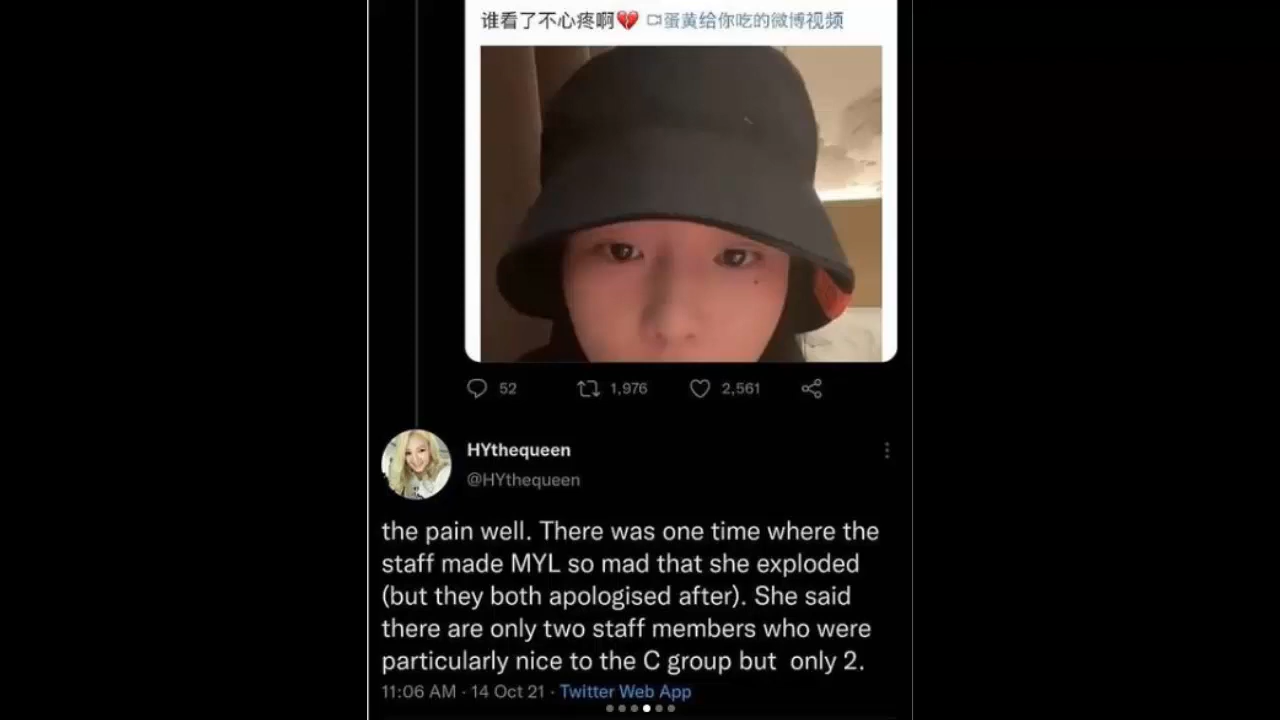 谁看了不心疼啊💔 蛋黄给你吃的微博视频
52 1,976 2,561
HYthequeen
@HYthequeen
the pain well. There was one time where the
staff made MYL so mad that she exploded
(but they both apologised after). She said
there are only two staff members who were
particularly nice to the C group but only 2.
11:06 AM · 14 Oct 21 · Twitter Web App